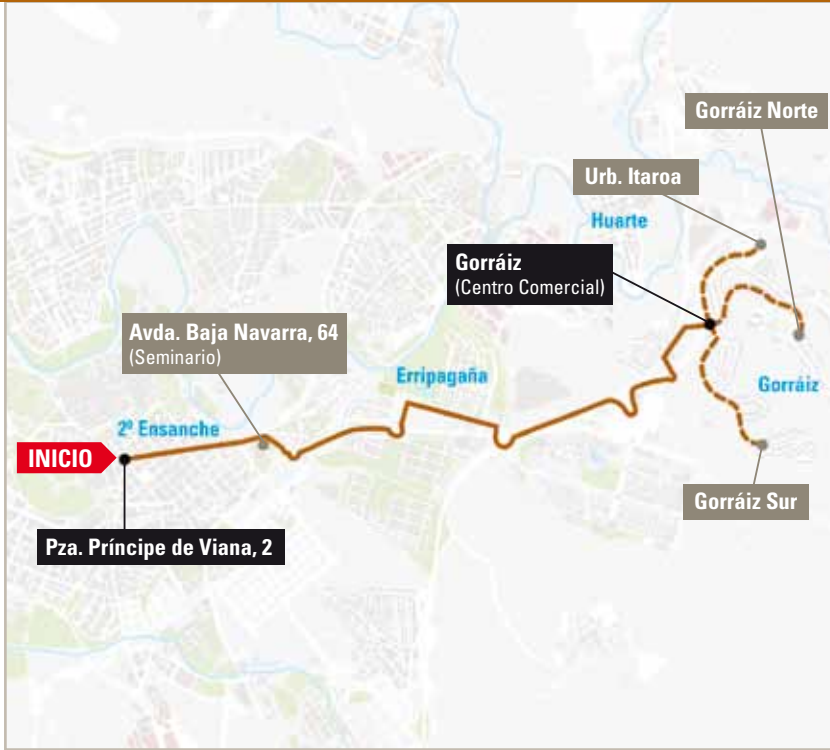 Gorráiz Norte
Urb. Itaroa
Huarte
Gorráiz
(Centro Comercial)
Avda. Baja Navarra, 64
(Seminario)
Erripagaña
Gorráiz
2º Ensanche
INICIO
Gorráiz Sur
Pza. Príncipe de Viana, 2